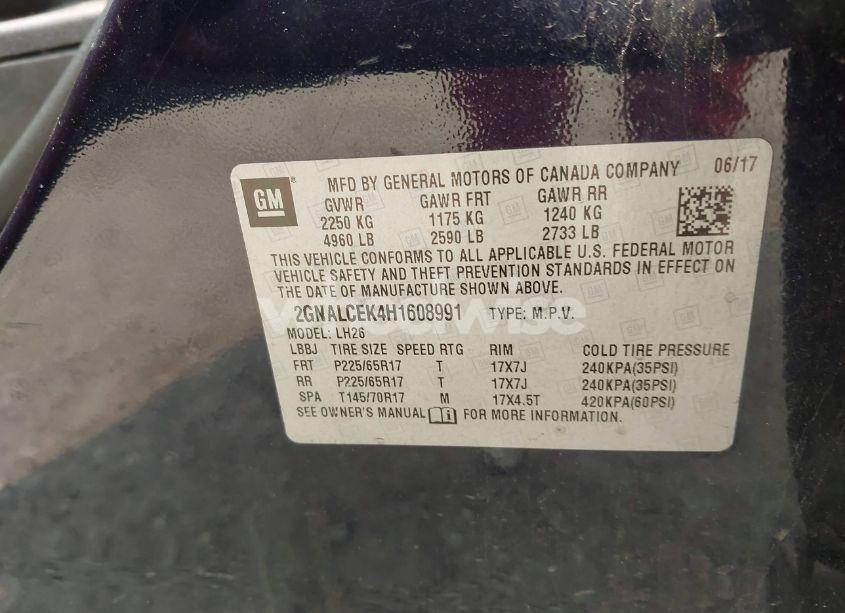 GM
MFD BY GENERAL MOTORS OF CANADA COMPANY 06/17
GVWR GAWR FRT GAWR RR
2250 KG 1175 KG 1240 KG
4960 LB 2590 LB 2733 LB
THIS VEHICLE CONFORMS TO ALL APPLICABLE U.S. FEDERAL MOTOR
VEHICLE SAFETY AND THEFT PREVENTION STANDARDS IN EFFECT ON
THE DATE OF MANUFACTURE SHOWN ABOVE.
2GNALCEK4H1608991 TYPE: M.P.V.
MODEL: LH26
LBBJ TIRE SIZE SPEED RTG RIM COLD TIRE PRESSURE
FRT P225/65R17 T 17X7J 240KPA(35PSI)
RR P225/65R17 T 17X7J 240KPA(35PSI)
SPA T145/70R17 M 17X4.5T 420KPA(60PSI)
SEE OWNER'S MANUAL FOR MORE INFORMATION.